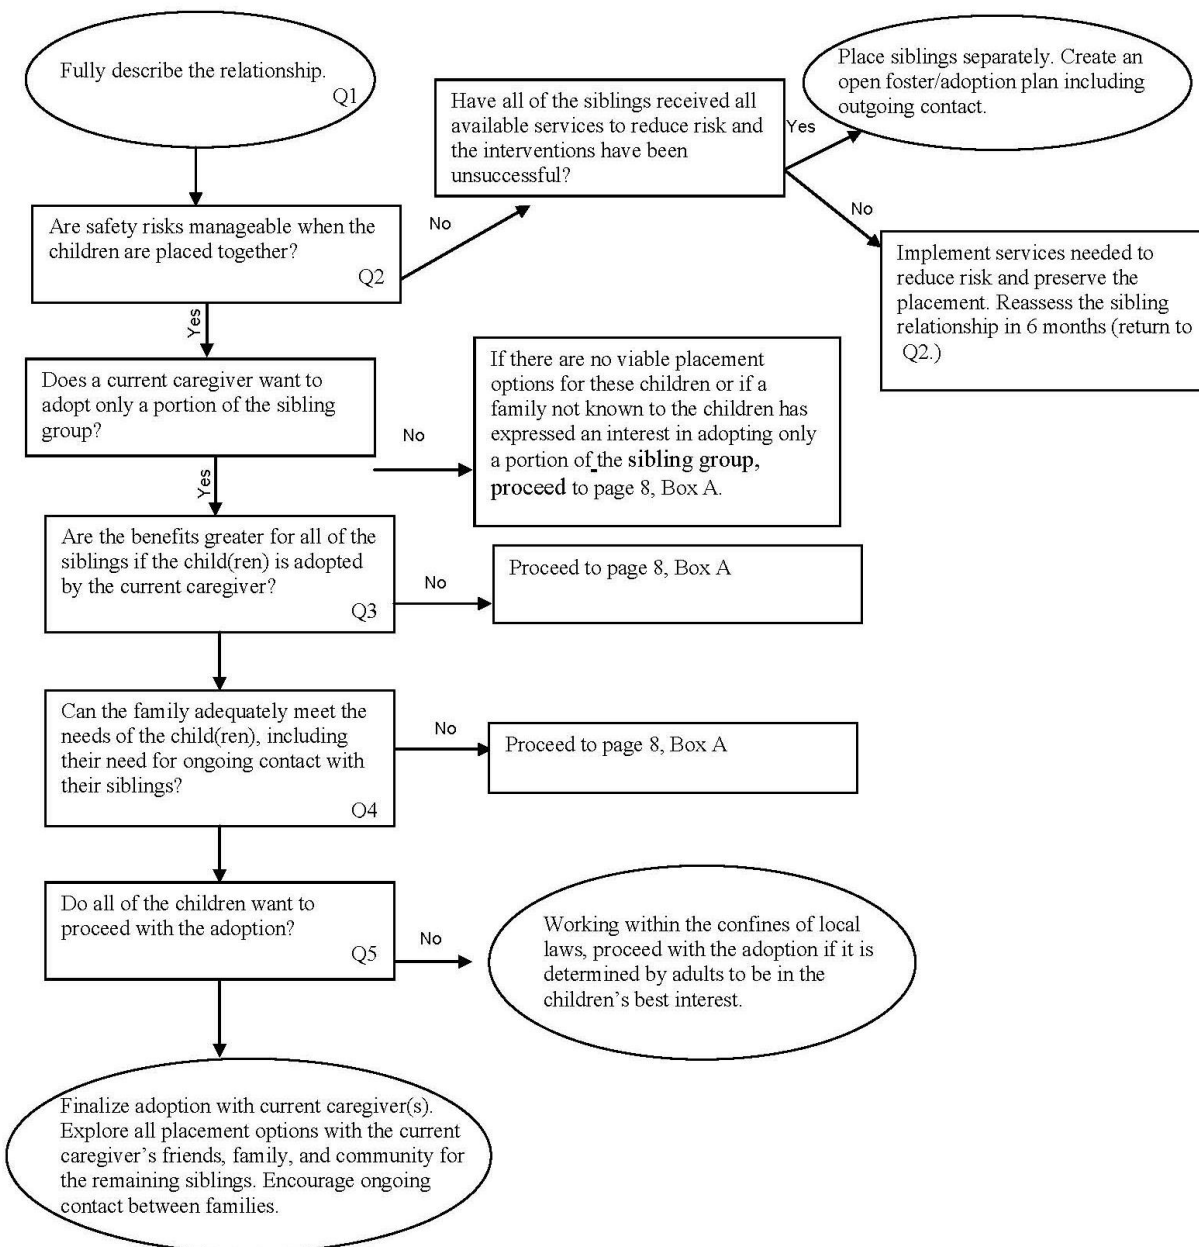 Fully describe the relationship.
Q1
Have all of the siblings received all
available services to reduce risk and
the interventions have been
unsuccessful?
Yes
Place siblings separately. Create an
open foster/adoption plan including
outgoing contact.
No
Implement services needed to
reduce risk and preserve the
placement. Reassess the sibling
relationship in 6 months (return to
Q2.)
Are safety risks manageable when the
children are placed together?
Q2
No
Yes
Does a current caregiver want to
adopt only a portion of the sibling
group?
No
If there are no viable placement
options for these children or if a
family not known to the children has
expressed an interest in adopting only
a portion of the sibling group,
proceed to page 8, Box A.
Yes
Are the benefits greater for all of the
siblings if the child(ren) is adopted
by the current caregiver?
Q3
No
Proceed to page 8, Box A
Can the family adequately meet the
needs of the child(ren), including
their need for ongoing contact with
their siblings?
O4
No
Proceed to page 8, Box A
Do all of the children want to
proceed with the adoption?
Q5
No
Working within the confines of local
laws, proceed with the adoption if it is
determined by adults to be in the
children's best interest.
Finalize adoption with current caregiver(s).
Explore all placement options with the current
caregiver's friends, family, and community for
the remaining siblings. Encourage ongoing
contact between families.